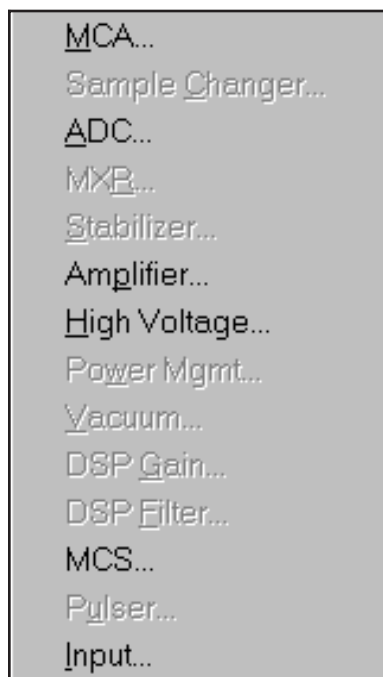 MCA...
Sample Changer...
ADC...
MXR...
Stabilizer...
Amplifier...
High Voltage...
Power Mgmt...
Vacuum...
DSP Gain...
DSP Filter...
MCS...
Pulser...
Input...